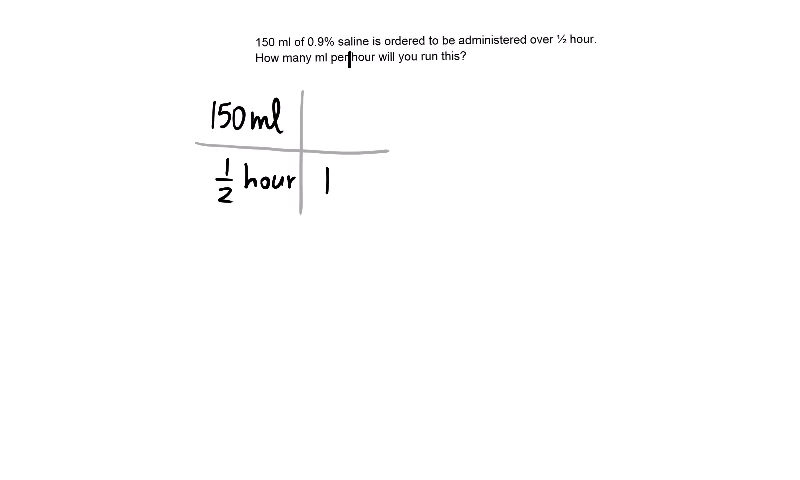 150 ml of 0.9% saline is ordered to be administered over ½ hour.
How many ml per hour will you run this?
150 ml
1/2 hour 1